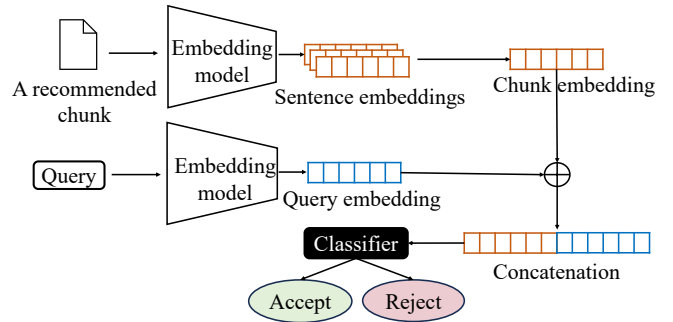 A recommended
chunk
Embedding
model
Sentence embeddings
Chunk embedding
Query
Embedding
model
Query embedding
Classifier
Concatenation
Accept
Reject